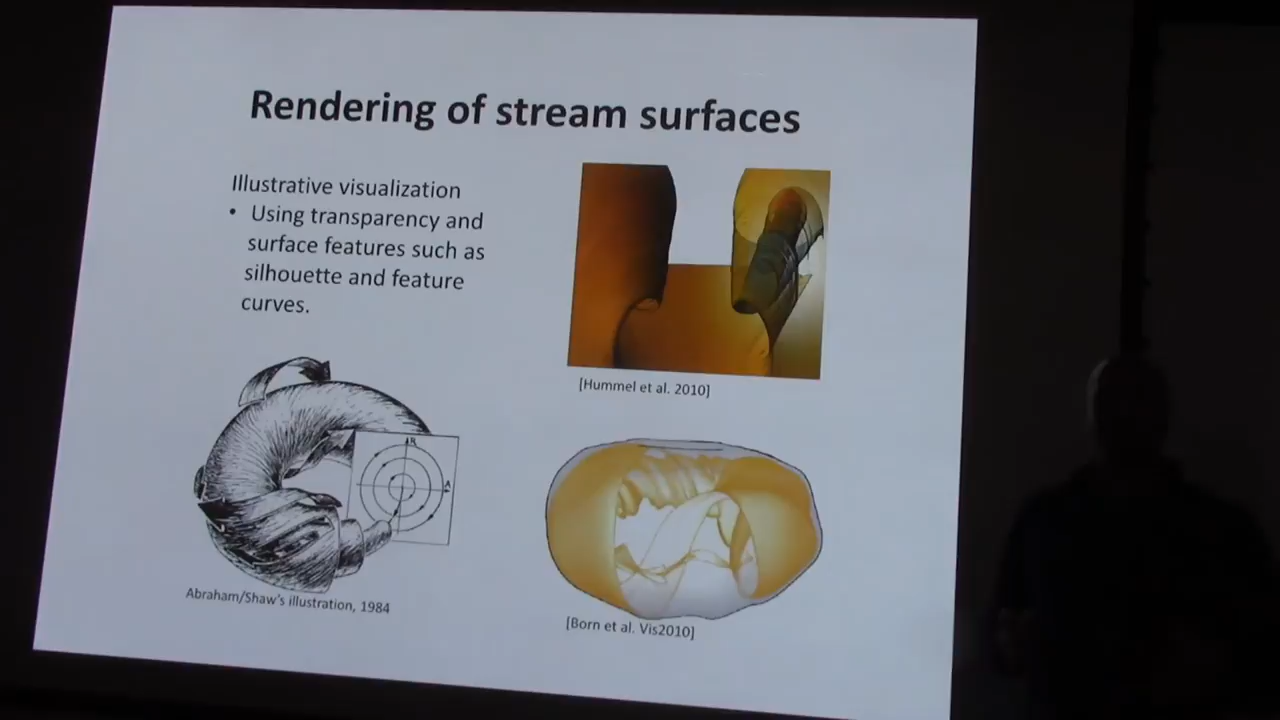 Rendering of stream surfaces
Illustrative visualization
• Using transparency and
surface features such as
silhouette and feature
curves.
[Hummel et al. 2010]
R
A
Abraham/Shaw's illustration, 1984
[Born et al. Vis2010]